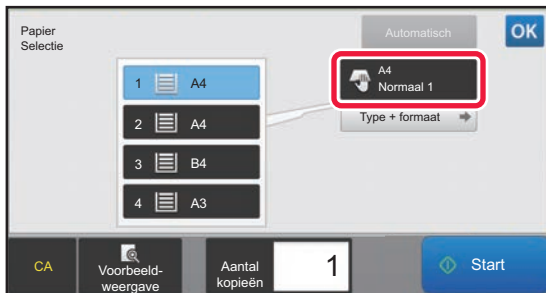 Papier
Selectie
Automatisch
OK
1 A4
2 A4
3 B4
4 A3
A4
Normaal 1
Type + formaat
CA
Voorbeeld-
weergave
Aantal
kopieën
1
Start